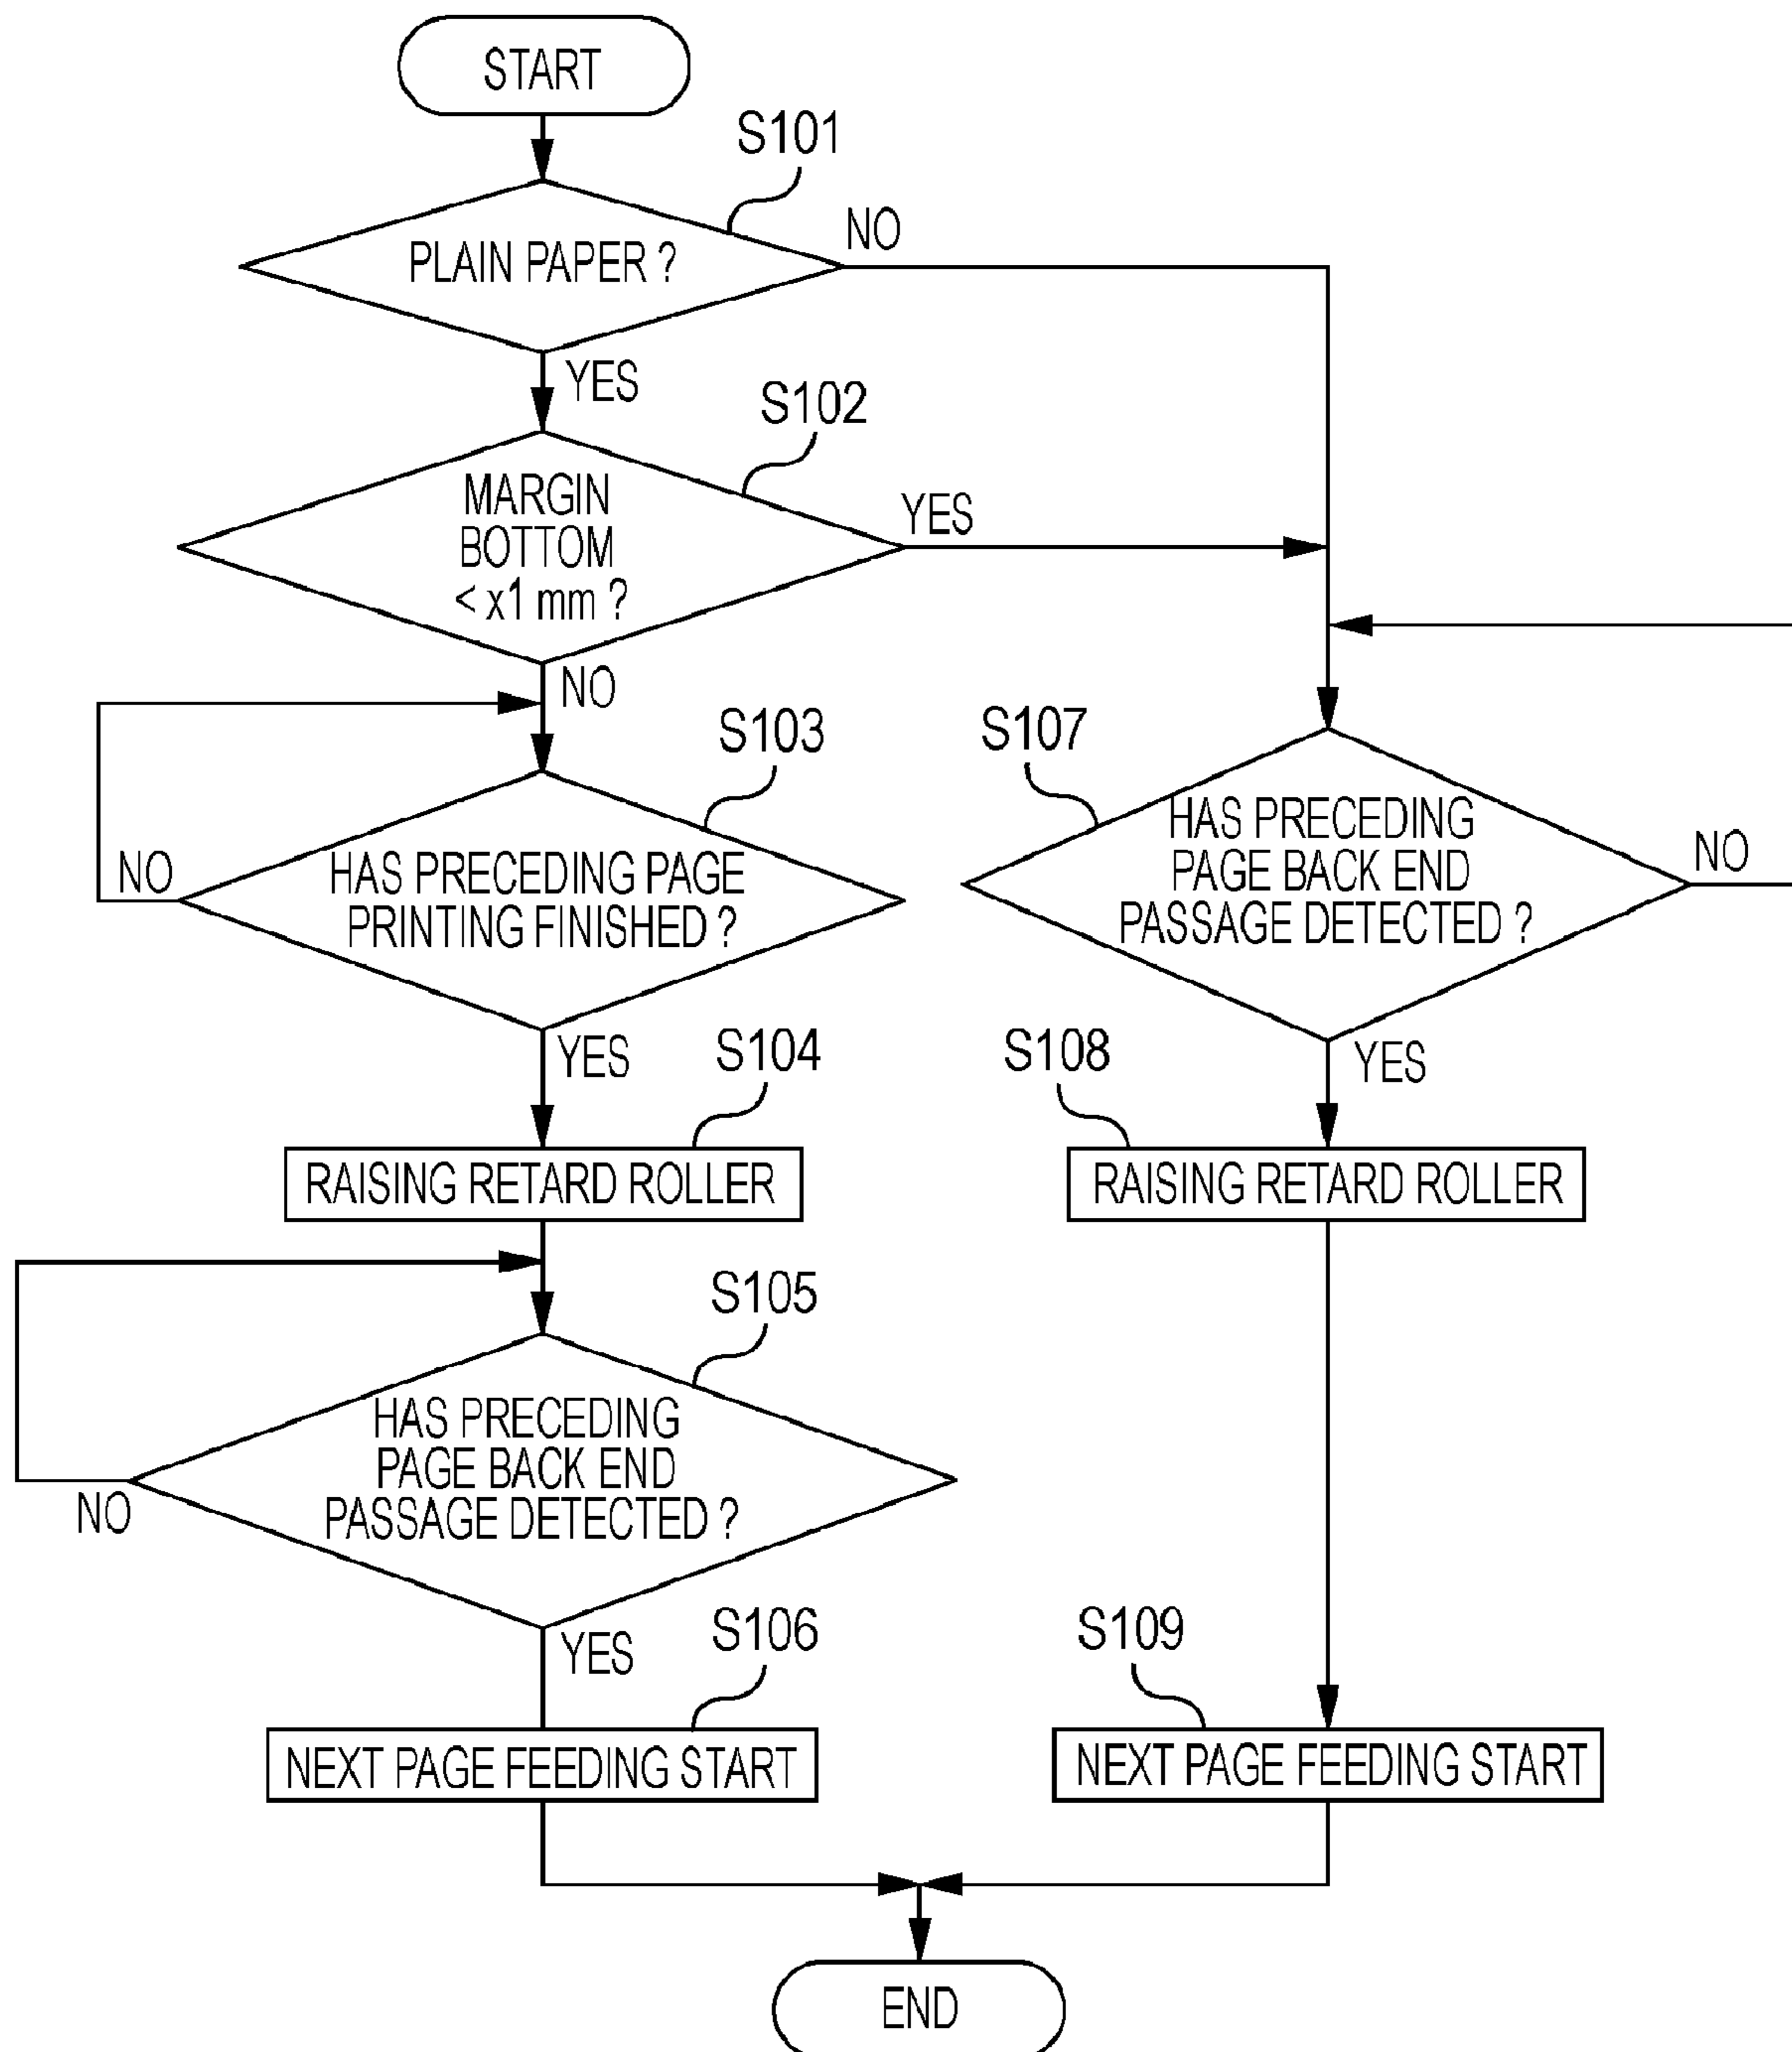 START
S101
PLAIN PAPER ?
NO
YES
S102
MARGIN
BOTTOM
< x1 mm ?
YES
NO
S103
HAS PRECEDING PAGE
PRINTING FINISHED ?
NO
YES
S104
RAISING RETARD ROLLER
S105
HAS PRECEDING
PAGE BACK END
PASSAGE DETECTED ?
NO
YES
S106
NEXT PAGE FEEDING START
S107
HAS PRECEDING
PAGE BACK END
PASSAGE DETECTED ?
NO
YES
S108
RAISING RETARD ROLLER
S109
NEXT PAGE FEEDING START
END